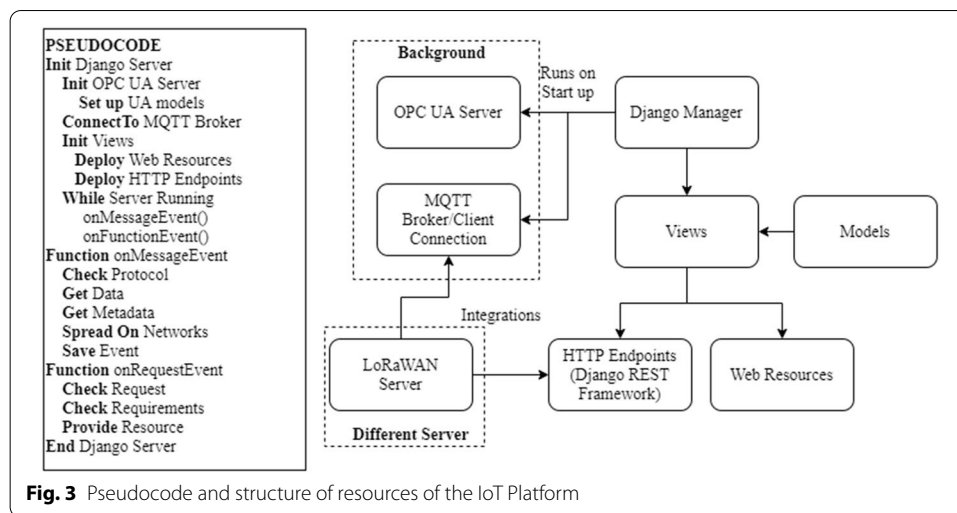 PSEUDOCODE
Init Django Server
Init OPC UA Server
Set up UA models
ConnectTo MQTT Broker
Init Views
Deploy Web Resources
Deploy HTTP Endpoints
While Server Running
onMessageEvent()
onFunctionEvent()
Function onMessageEvent
Check Protocol
Get Data
Get Metadata
Spread On Networks
Save Event
Function onRequestEvent
Check Request
Check Requirements
Provide Resource
End Django Server
Background
OPC UA Server
Runs on
Start up
Django Manager
MQTT
Broker/Client
Connection
Views
Models
Integrations
LoRaWAN
Server
Different Server
HTTP Endpoints
(Django REST
Framework)
Web Resources
Fig. 3 Pseudocode and structure of resources of the IoT Platform